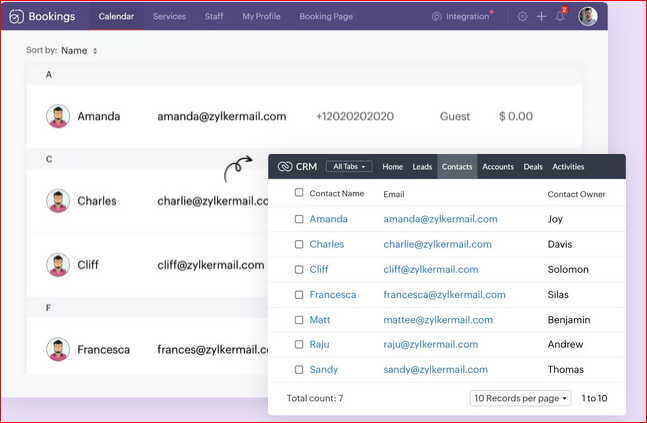 Bookings Calendar Services Staff My Profile Booking Page Integration 2
Sort by: Name
A
Amanda amanda@zylkermail.com +12020202020 Guest $ 0.00
C
Charles charlie@zylkermail.co
Cliff cliff@zylkermail.com
F
Francesca frances@zylkermail.co
CRM All Tabs Home Leads Contacts Accounts Deals Activities
Contact Name Email Contact Owner
Amanda amanda@zylkermail.com Joy
Charles charlie@zylkermail.com Davis
Cliff cliff@zylkermail.com Solomon
Francesca francesca@zylkermail.com Silas
Matt mattee@zylkermail.com Benjamin
Raju raju@zylkermail.com Andrew
Sandy sandy@zylkermail.com Thomas
Total count: 7 10 Records per page 1 to 10